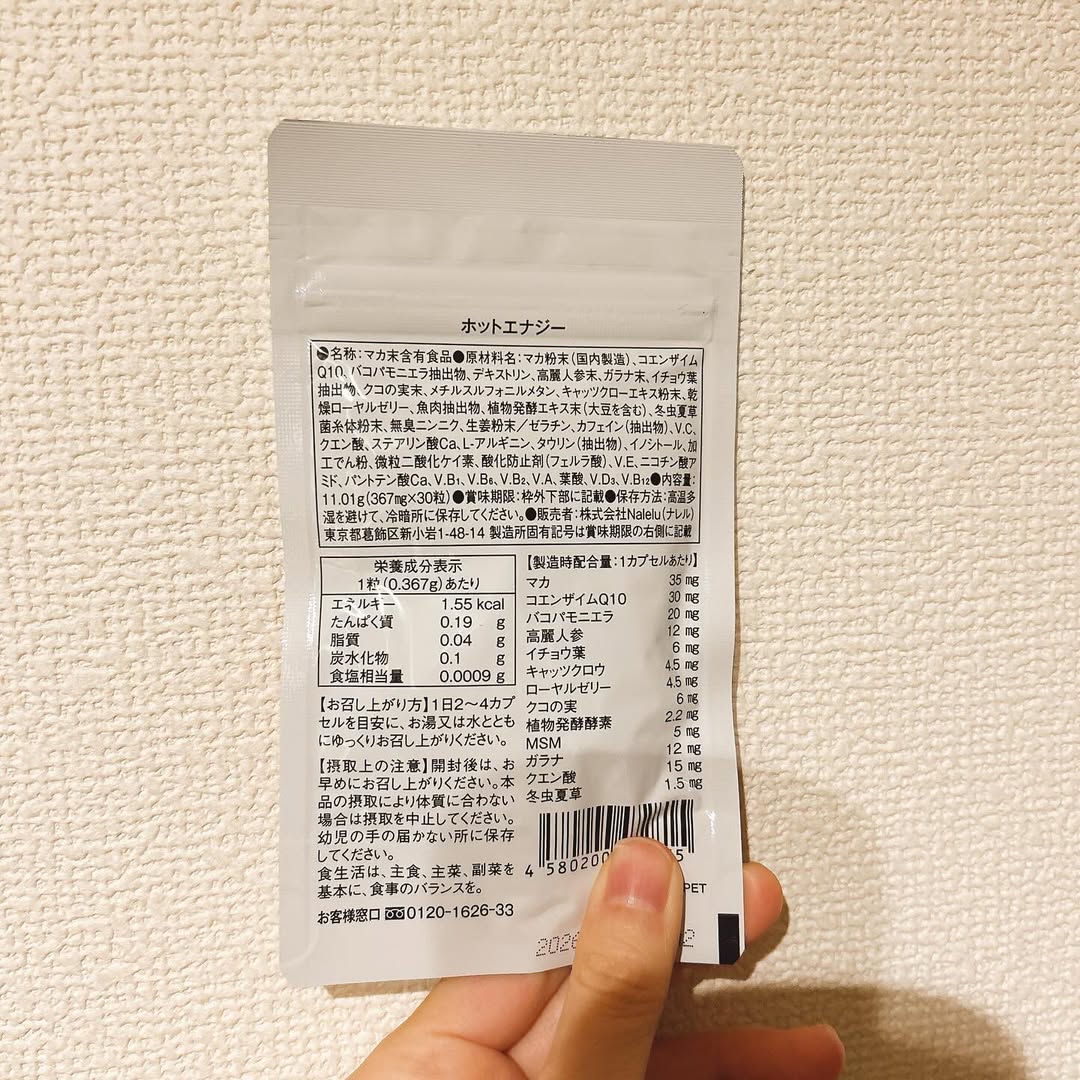 ホットエナジー
●名称:マカ末含有食品●原材料名:マカ粉末(国内製造)、コエンザイム
Q10、バコパモニエラ抽出物、デキストリン、高麗人参末、ガラナ末、イチョウ葉
抽出物、クコの実末、メチルスルフォニルメタン、キャッツクローエキス粉末、乾
燥ローヤルゼリー、魚肉抽出物、植物発酵エキス末(大豆を含む)、冬虫夏草
菌糸体粉末、無臭ニンニク、生姜粉末/ゼラチン、カフェイン(抽出物)、V.C、
クエン酸、ステアリン酸Ca、L-アルギニン、タウリン(抽出物)、イノシトール、加
工でん粉、微粒二酸化ケイ素、酸化防止剤(フェルラ酸)、V.E、ニコチン酸ア
ミド、パントテン酸Ca、V.B₁、V.B₆、V.B₂、V.A、葉酸、V.D₃、V.B₁₂●内容量:
11.01g(367mg×30粒)●賞味期限:枠外下部に記載●保存方法:高温多
湿を避けて、冷暗所に保存してください。●販売者:株式会社Nalelu(ナレル)
東京都葛飾区新小岩1-48-14 製造所固有記号は賞味期限の右側に記載
栄養成分表示
1粒(0.367g)あたり
エネルギー 1.55 kcal
たんぱく質 0.19 g
脂質 0.04 g
炭水化物 0.1 g
食塩相当量 0.0009 g
【お召し上がり方】1日2〜4カプ
セルを目安に、お湯又は水ととも
にゆっくりお召し上がりください。
【摂取上の注意】開封後は、お
早めにお召し上がりください。本
品の摂取により体質に合わない
場合は摂取を中止してください。
幼児の手の届かない所に保存
してください。
食生活は、主食、主菜、副菜を
基本に、食事のバランスを。
お客様窓口 0120-1626-33
【製造時配合量:1カプセルあたり】
マカ 35 mg
コエンザイムQ10 30 mg
バコパモニエラ 20 mg
高麗人参 12 mg
イチョウ葉 6 mg
キャッツクロウ 4.5 mg
ローヤルゼリー 4.5 mg
クコの実 6 mg
植物発酵酵素 2.2 mg
MSM 5 mg
ガラナ 12 mg
クエン酸 15 mg
冬虫夏草 1.5 mg
4 58020 5
PET